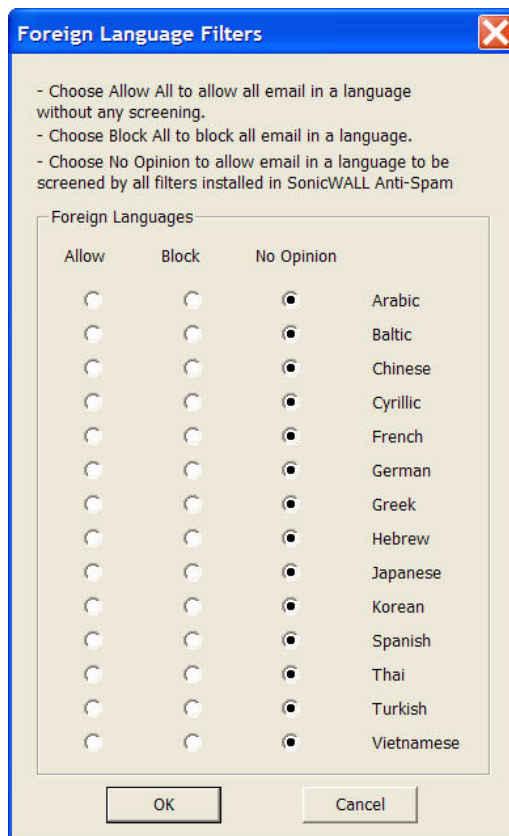 Foreign Language Filters
- Choose Allow All to allow all email in a language
without any screening.
- Choose Block All to block all email in a language.
- Choose No Opinion to allow email in a language to be
screened by all filters installed in SonicWALL Anti-Spam
Foreign Languages
Allow Block No Opinion
Arabic
Baltic
Chinese
Cyrillic
French
German
Greek
Hebrew
Japanese
Korean
Spanish
Thai
Turkish
Vietnamese
OK Cancel